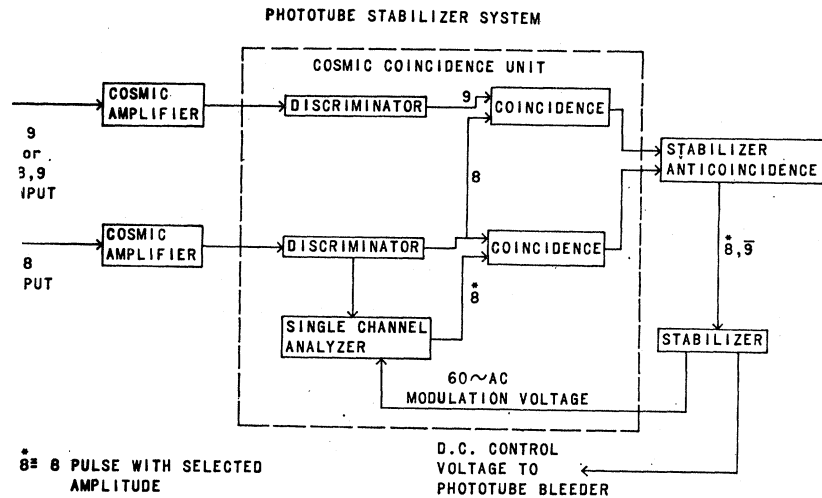 PHOTOTUBE STABILIZER SYSTEM
COSMIC COINCIDENCE UNIT
COSMIC
AMPLIFIER
DISCRIMINATOR
9
COINCIDENCE
9
or
8,9
INPUT
8
STABILIZER
ANTICOINCIDENCE
COSMIC
AMPLIFIER
DISCRIMINATOR
COINCIDENCE
8
PUT
*
8
*
8,9̅
SINGLE CHANNEL
ANALYZER
STABILIZER
60~AC
MODULATION VOLTAGE
*
8≡ 8 PULSE WITH SELECTED
AMPLITUDE
D.C. CONTROL
VOLTAGE TO
PHOTOTUBE BLEEDER